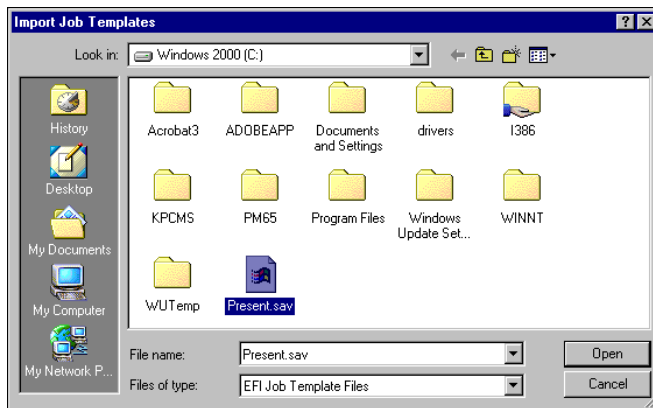 Import Job Templates
Look in:
Windows 2000 (C:)
History
Desktop
My Documents
My Computer
My Network P...
Acrobat3
ADOBEAPP
Documents
and Settings
drivers
I386
KPCMS
PM65
Program Files
Windows
Update Set...
WINNT
WUTemp
Present.sav
File name:
Present.sav
Open
Files of type:
EFI Job Template Files
Cancel